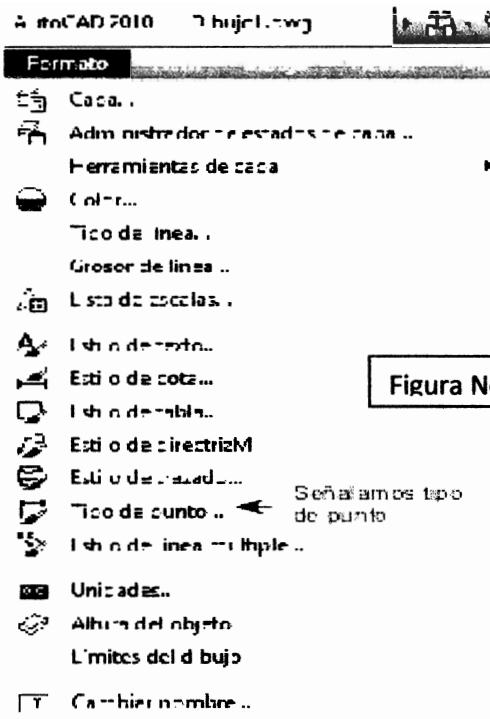 AutoCAD 2010 Dibujo1.dwg
Formato
Capa...
Administrador de estados de capa...
Herramientas de capa
Color...
Tipo de línea...
Grosor de línea...
Lista de escalas...
Estilo de texto...
Estilo de cota...
Estilo de tabla...
Estilo de directrizM
Estilo de trazado...
Tipo de punto...
Señalamos tipo
de punto
Estilo de línea múltiple...
Unidades...
Altura del objeto
Límites del dibujo
Cambiar nombre...
Figura N